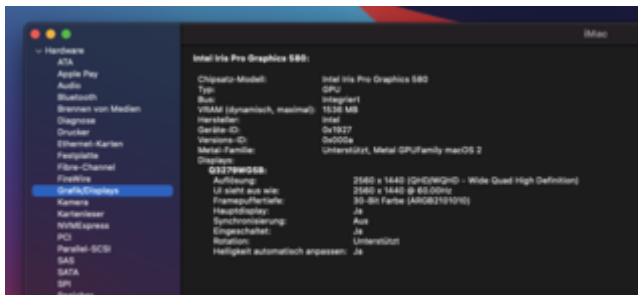 iMac
Hardware
ATA
Apple Pay
Audio
Bluetooth
Brennen von Medien
Diagnose
Drucker
Ethernet-Karten
Festplatte
Fibre-Channel
FireWire
Grafik/Displays
Kamera
Kartenleser
NVMExpress
PCI
Parallel-SCSI
SAS
SATA
SPI
Intel Iris Pro Graphics 580:
Chipsatz-Modell: Intel Iris Pro Graphics 580
Typ: GPU
Bus: Integriert
VRAM (dynamisch, maximal): 1536 MB
Hersteller: Intel
Geräte-ID: 0x1927
Versions-ID: 0x000a
Metal-Familie: Unterstützt, Metal GPUFamily macOS 2
Displays:
Q3279WG5B:
Auflösung: 2560 x 1440 (QHD/WQHD - Wide Quad High Definition)
UI sieht aus wie: 2560 x 1440 @ 60.00Hz
Framepuffertiefe: 30-Bit Farbe (ARGB2101010)
Hauptdisplay: Ja
Synchronisierung: Aus
Eingeschaltet: Ja
Rotation: Unterstützt
Helligkeit automatisch anpassen: Ja